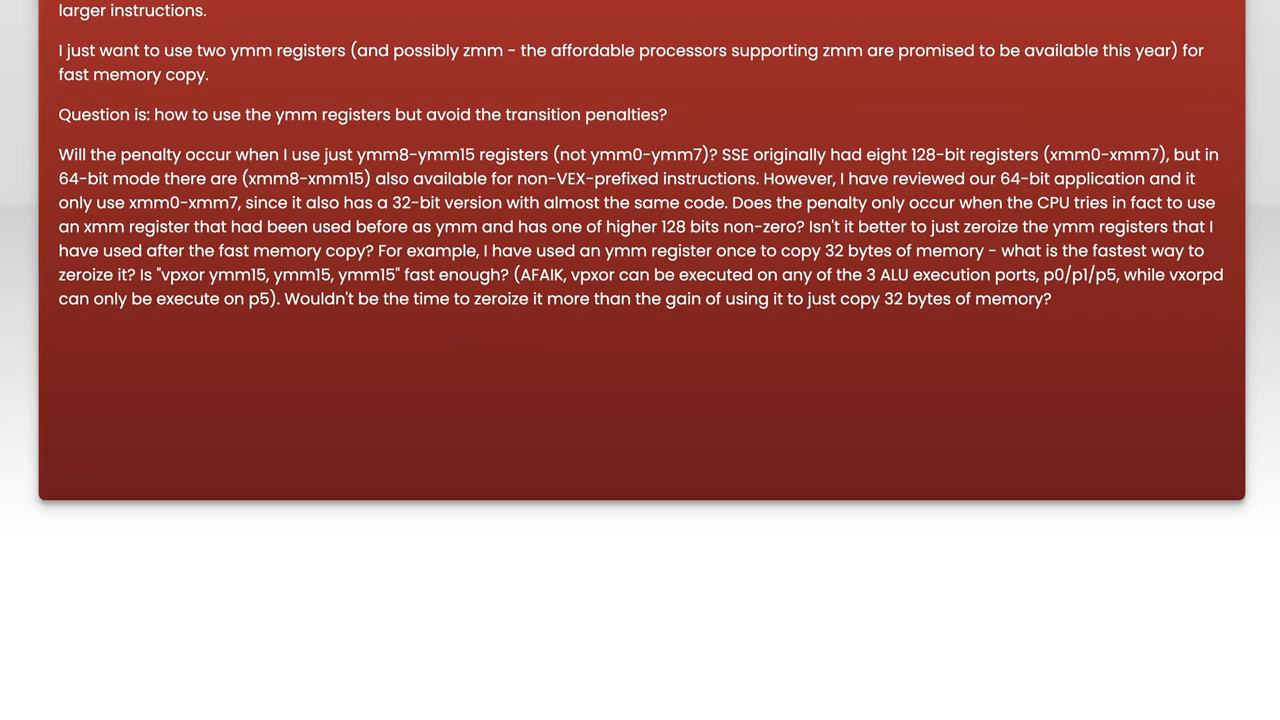 larger instructions.
I just want to use two ymm registers (and possibly zmm - the affordable processors supporting zmm are promised to be available this year) for
fast memory copy.
Question is: how to use the ymm registers but avoid the transition penalties?
Will the penalty occur when I use just ymm8-ymm15 registers (not ymm0-ymm7)? SSE originally had eight 128-bit registers (xmm0-xmm7), but in
64-bit mode there are (xmm8-xmm15) also available for non-VEX-prefixed instructions. However, I have reviewed our 64-bit application and it
only use xmm0-xmm7, since it also has a 32-bit version with almost the same code. Does the penalty only occur when the CPU tries in fact to use
an xmm register that had been used before as ymm and has one of higher 128 bits non-zero? Isn't it better to just zeroize the ymm registers that I
have used after the fast memory copy? For example, I have used an ymm register once to copy 32 bytes of memory - what is the fastest way to
zeroize it? Is "vpxor ymm15, ymm15, ymm15" fast enough? (AFAIK, vpxor can be executed on any of the 3 ALU execution ports, p0/p1/p5, while vxorpd
can only be execute on p5). Wouldn't be the time to zeroize it more than the gain of using it to just copy 32 bytes of memory?